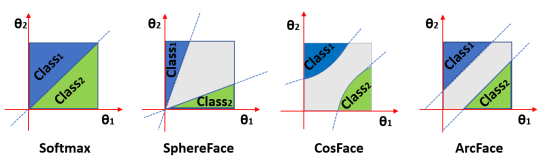 θ₂
Class₁
Class₂
θ₁
Softmax
θ₂
Class₁
Class₂
θ₁
SphereFace
θ₂
Class₁
Class₂
θ₁
CosFace
θ₂
Class₁
Class₂
θ₁
ArcFace